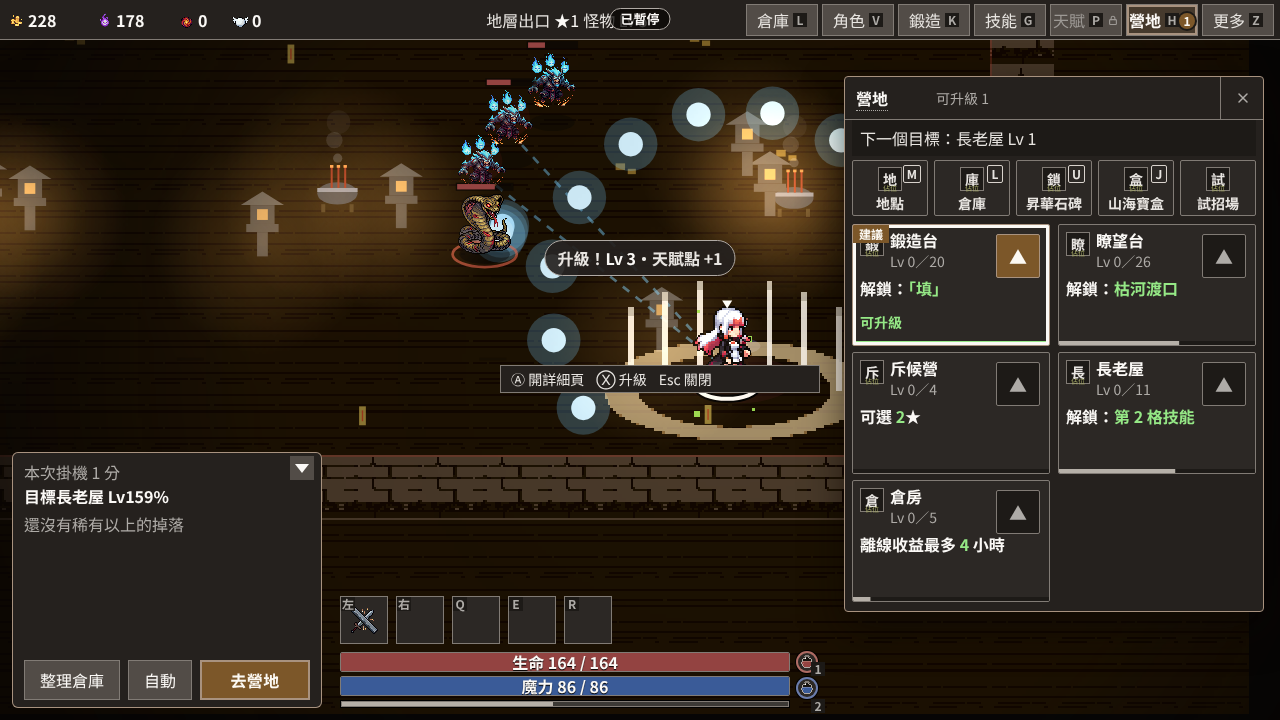 228
178
0
0
地層出口 ★1 怪物
已暫停
倉庫 L
角色 V
鍛造 K
技能 G
天賦 P
營地 H 1
更多 Z
營地
可升級 1
×
下一個目標：長老屋 Lv 1
地 M
地點
庫 L
倉庫
鎖 U
昇華石碑
盒 J
山海寶盒
試
試招場
建議
鍛造台
Lv 0／20
解鎖：「填」
可升級
瞭
瞭望台
Lv 0／26
解鎖：枯河渡口
斥
斥候營
Lv 0／4
可選 2★
長
長老屋
Lv 0／11
解鎖：第 2 格技能
倉
倉房
Lv 0／5
離線收益最多 4 小時
升級！Lv 3・天賦點 +1
Ⓐ 開詳細頁 Ⓧ 升級 Esc 關閉
本次掛機 1 分
目標長老屋 Lv159%
還沒有稀有以上的掉落
整理倉庫
自動
去營地
左
右
Q
E
R
生命 164 / 164
1
魔力 86 / 86
2